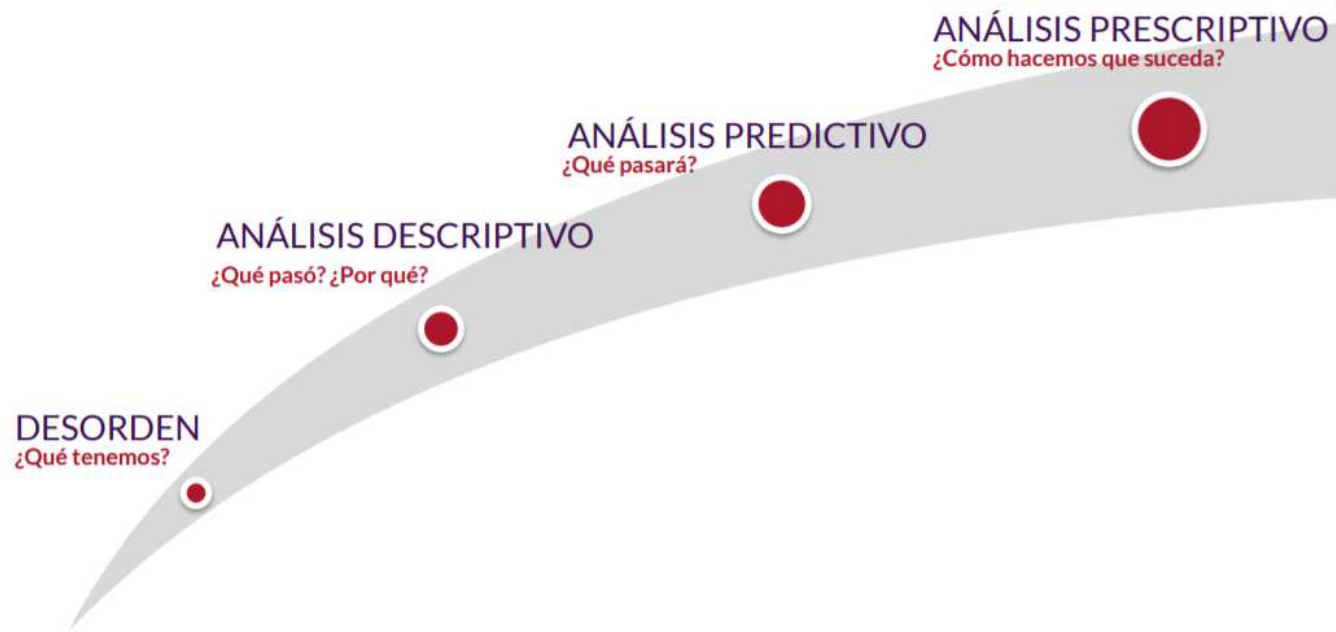 ANÁLISIS PRESCRIPTIVO
¿Cómo hacemos que suceda?
ANÁLISIS PREDICTIVO
¿Qué pasará?
ANÁLISIS DESCRIPTIVO
¿Qué pasó? ¿Por qué?
DESORDEN
¿Qué tenemos?